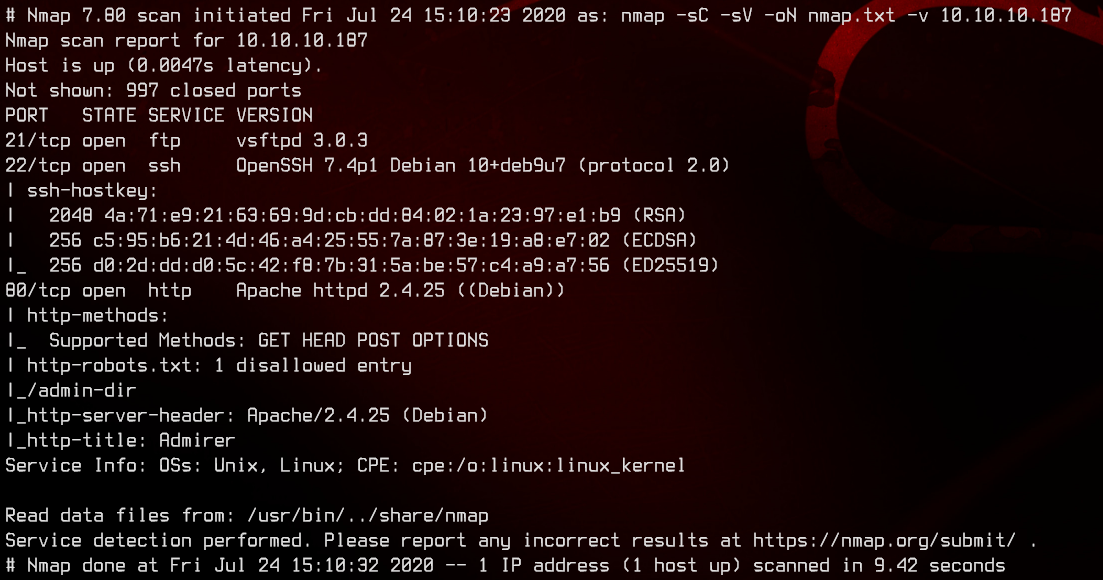 # Nmap 7.80 scan initiated Fri Jul 24 15:10:23 2020 as: nmap -sC -sV -oN nmap.txt -v 10.10.10.187
Nmap scan report for 10.10.10.187
Host is up (0.0047s latency).
Not shown: 997 closed ports
PORT   STATE SERVICE VERSION
21/tcp open  ftp     vsftpd 3.0.3
22/tcp open  ssh     OpenSSH 7.4p1 Debian 10+deb9u7 (protocol 2.0)
| ssh-hostkey:
|   2048 4a:71:e9:21:63:69:9d:cb:dd:84:02:1a:23:97:e1:b9 (RSA)
|   256 c5:95:b6:21:4d:46:a4:25:55:7a:87:3e:19:a8:e7:02 (ECDSA)
|_  256 d0:2d:dd:d0:5c:42:f8:7b:31:5a:be:57:c4:a9:a7:56 (ED25519)
80/tcp open  http    Apache httpd 2.4.25 ((Debian))
| http-methods:
|_  Supported Methods: GET HEAD POST OPTIONS
| http-robots.txt: 1 disallowed entry
|_/admin-dir
|_http-server-header: Apache/2.4.25 (Debian)
|_http-title: Admirer
Service Info: OSs: Unix, Linux; CPE: cpe:/o:linux:linux_kernel

Read data files from: /usr/bin/../share/nmap
Service detection performed. Please report any incorrect results at https://nmap.org/submit/ .
# Nmap done at Fri Jul 24 15:10:32 2020 -- 1 IP address (1 host up) scanned in 9.42 seconds